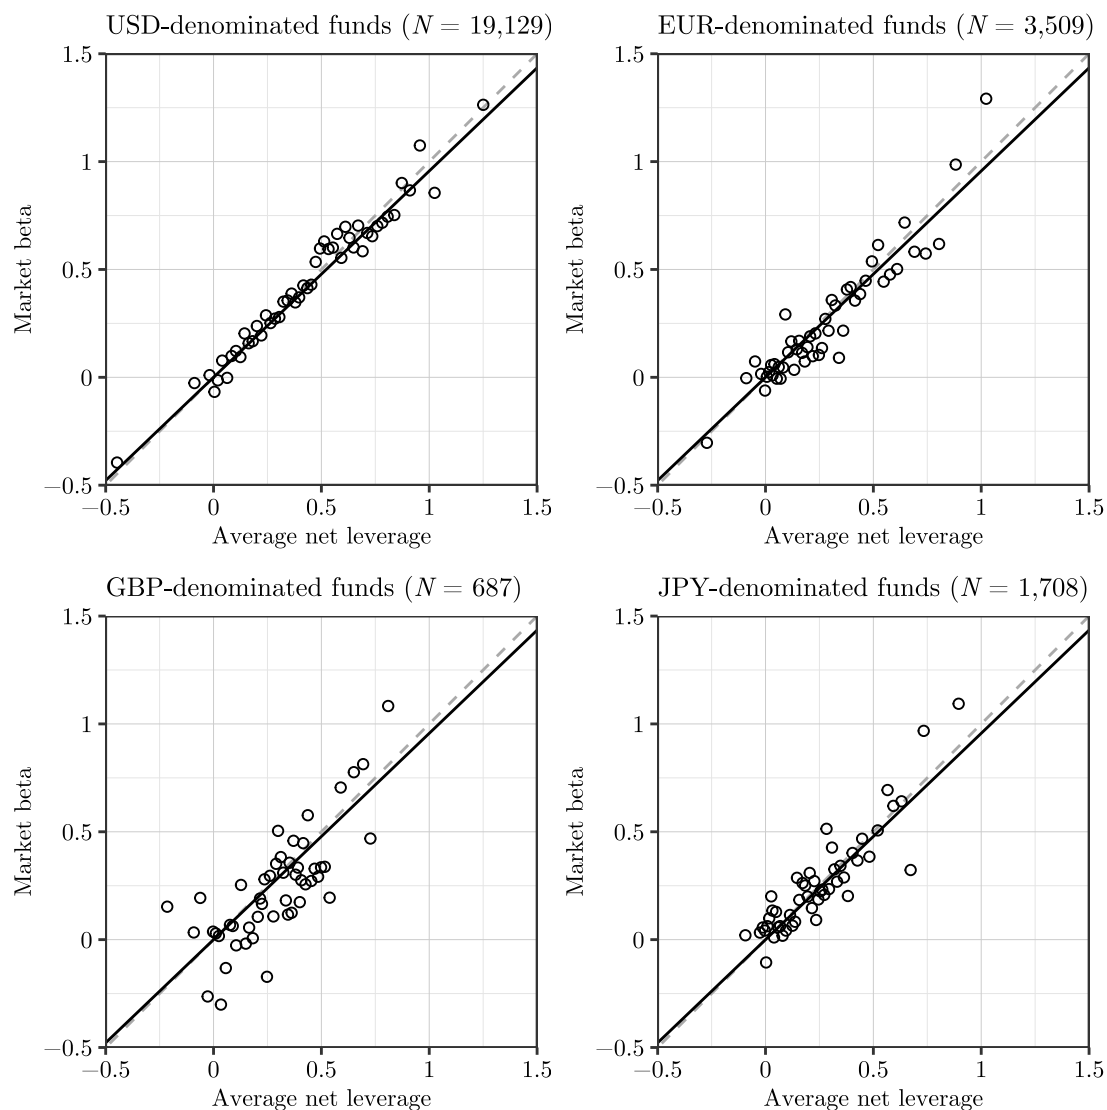 USD-denominated funds (N = 19,129)
1.5
1
0.5
0
−0.5
Market beta
−0.5 0 0.5 1 1.5
Average net leverage
EUR-denominated funds (N = 3,509)
1.5
1
0.5
0
−0.5
Market beta
−0.5 0 0.5 1 1.5
Average net leverage
GBP-denominated funds (N = 687)
1.5
1
0.5
0
−0.5
Market beta
−0.5 0 0.5 1 1.5
Average net leverage
JPY-denominated funds (N = 1,708)
1.5
1
0.5
0
−0.5
Market beta
−0.5 0 0.5 1 1.5
Average net leverage